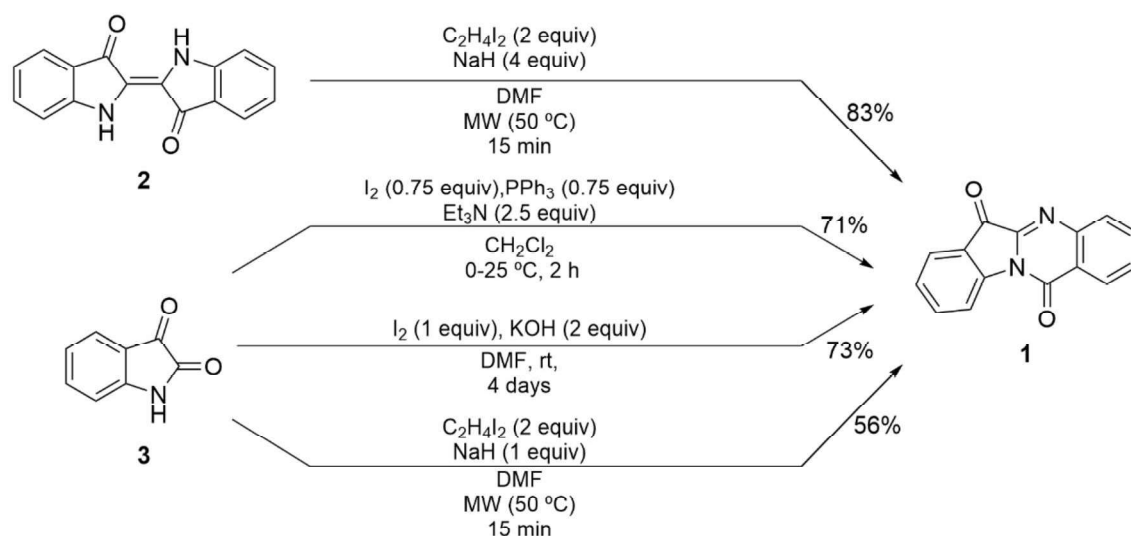 O
H
N
N
H
O
2
C2H4I2 (2 equiv)
NaH (4 equiv)
DMF
MW (50 ºC)
15 min
83%
I2 (0.75 equiv),PPh3 (0.75 equiv)
Et3N (2.5 equiv)
CH2Cl2
0-25 ºC, 2 h
71%
O
O
N
H
3
I2 (1 equiv), KOH (2 equiv)
DMF, rt,
4 days
73%
C2H4I2 (2 equiv)
NaH (1 equiv)
DMF
MW (50 ºC)
15 min
56%
O
N
N
O
1